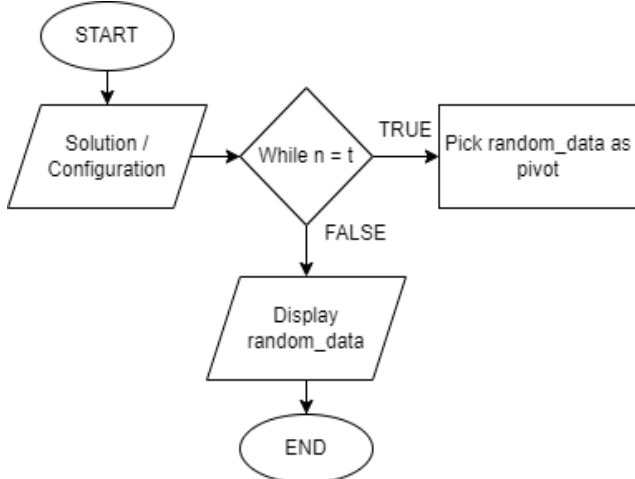 START
Solution /
Configuration
While n = t
TRUE
Pick random_data as
pivot
FALSE
Display
random_data
END